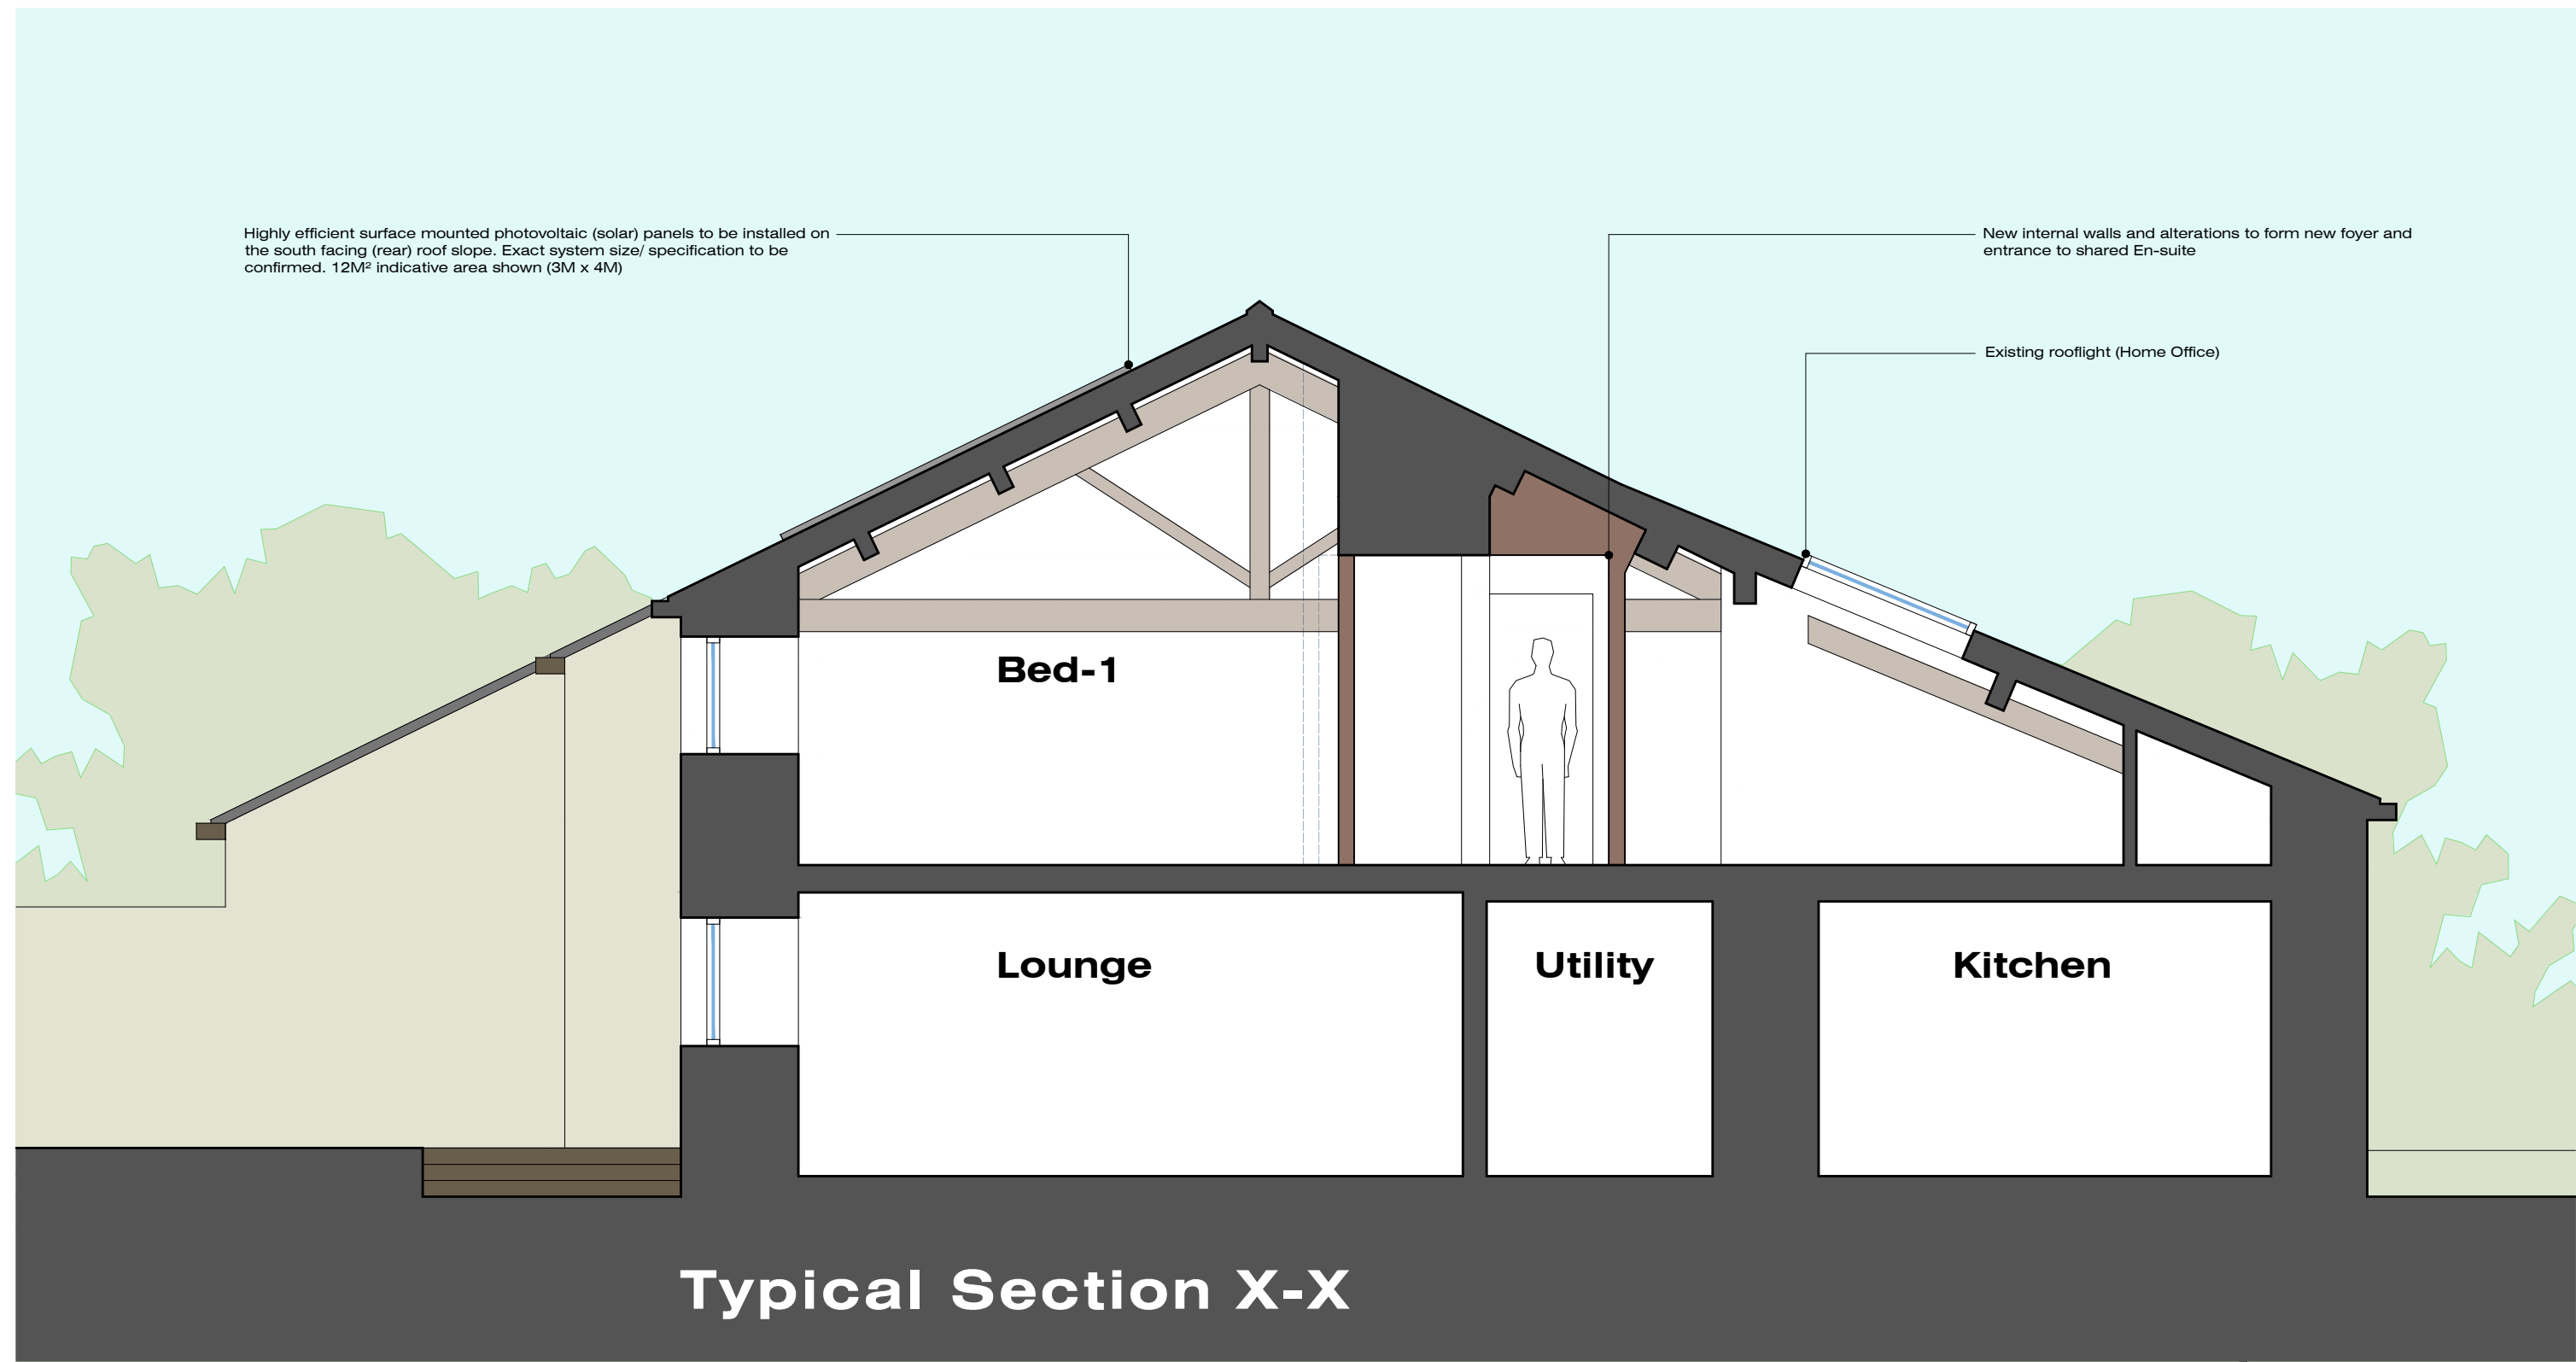 Highly efficient surface mounted photovoltaic (solar) panels to be installed on
the south facing (rear) roof slope. Exact system size/ specification to be
confirmed. 12M² indicative area shown (3M x 4M)
New internal walls and alterations to form new foyer and
entrance to shared En-suite
Existing rooflight (Home Office)
Bed-1
Lounge
Utility
Kitchen
Typical Section X-X